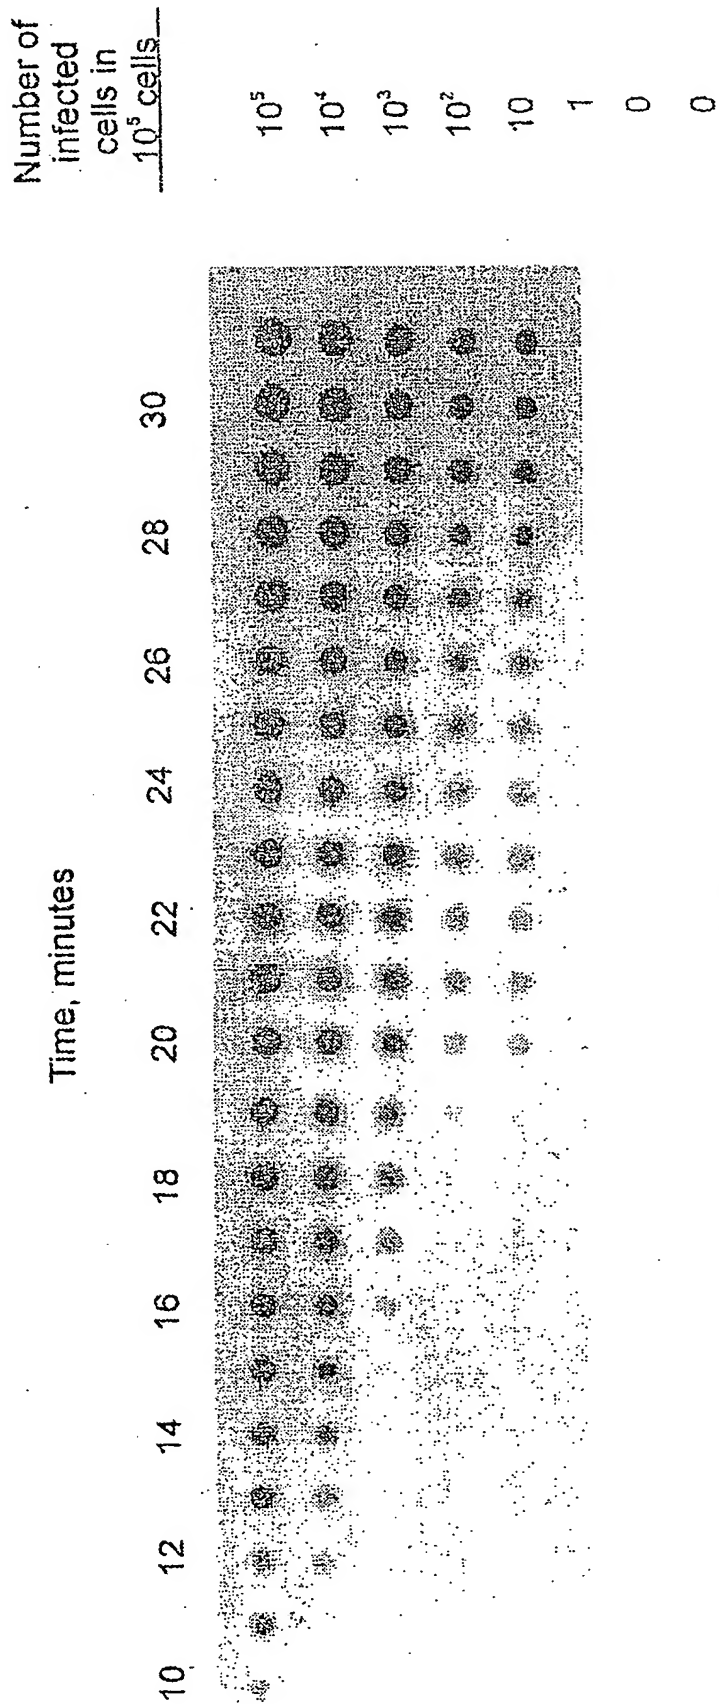 Time, minutes
10 12 14 16 18 20 22 24 26 28 30
Number of
infected
cells in
10⁵ cells
10⁵
10⁴
10³
10²
10
1
0
0